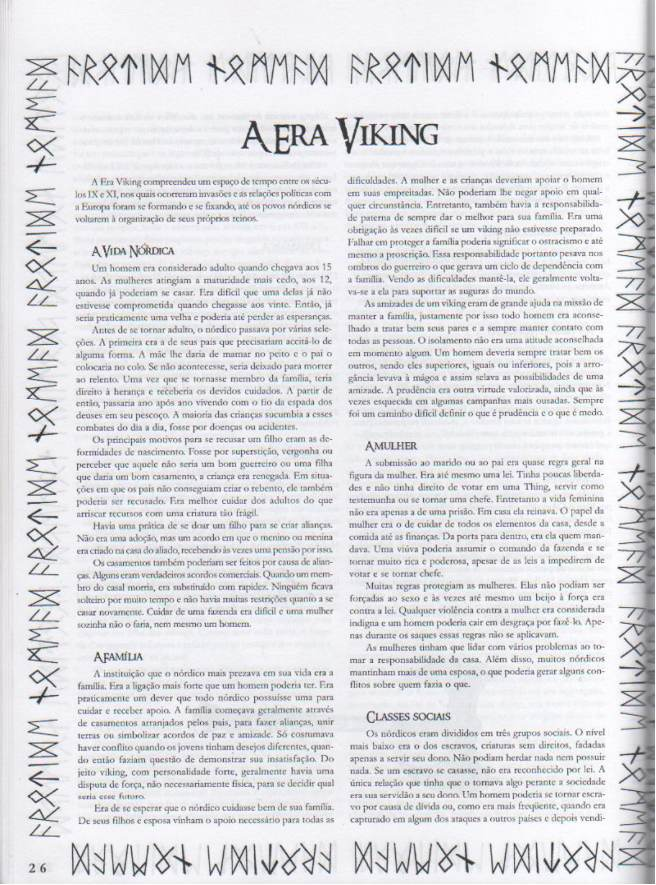 A ERA VIKING
A Era Viking compreendeu um espaço de tempo entre os sécu-
los IX e XI, nos quais ocorreram invasões e as relações políticas com
a Europa foram se formando e se fixando, até os povos nórdicos se
voltarem à organização de seus próprios reinos.
A VIDA NÓRDICA
Um homem era considerado adulto quando chegava aos 15
anos. As mulheres atingiam a maturidade mais cedo, aos 12,
quando já poderiam se casar. Era difícil que uma delas já não
estivesse comprometida quando chegasse aos vinte. Então, já
seria praticamente uma velha e poderia até perder as esperanças.
Antes de se tornar adulto, o nórdico passava por várias sele-
ções. A primeira era a de seus pais que precisariam aceitá-lo de
alguma forma. A mãe lhe daria de mamar no peito e o pai o
colocaria no colo. Se não acontecesse, seria deixado para morrer
ao relento. Uma vez que se tornasse membro da família, teria
direito à herança e receberia os devidos cuidados. A partir de
então, passaria ano após ano vivendo com o fio da espada dos
deuses em seu pescoço. A maioria das crianças sucumbia a esses
combates do dia a dia, fosse por doenças ou acidentes.
Os principais motivos para se recusar um filho eram as de-
formidades de nascimento. Fosse por superstição, vergonha ou
perceber que aquele não seria um bom guerreiro ou uma filha
que daria um bom casamento, a criança era renegada. Em situa-
ções em que os pais não conseguiam criar o rebento, ele também
poderia ser recusado. Era melhor cuidar dos adultos do que
arriscar recursos com uma criatura tão frágil.
Havia uma prática de se doar um filho para se criar alianças.
Não era uma adoção, mas um acordo em que o menino ou menina
era criado na casa do aliado, recebendo às vezes uma pensão por isso.
Os casamentos também poderiam ser feitos por causa de alian-
ças. Alguns eram verdadeiros acordos comerciais. Quando um mem-
bro do casal morria, era substituído com rapidez. Ninguém ficava
solteiro por muito tempo e não havia muitas restrições quanto a se
casar novamente. Cuidar de uma fazenda era difícil e uma mulher
sozinha não o faria, nem mesmo um homem.
A FAMÍLIA
A instituição que o nórdico mais prezava em sua vida era a
família. Era a ligação mais forte que um homem poderia ter. Era
praticamente um dever que todo nórdico possuísse uma para
cuidar e receber apoio. A família começava geralmente através
de casamentos arranjados pelos pais, para fazer alianças, unir
terras ou simbolizar acordos de paz e amizade. Só costumava
haver conflito quando os jovens tinham desejos diferentes, quan-
do então faziam questão de demonstrar sua insatisfação. Do
jeito viking, com personalidade forte, geralmente havia uma
disputa de força, não necessariamente física, para se decidir qual
seria esse futuro.
Era de se esperar que o nórdico cuidasse bem de sua família.
De seus filhos e esposa vinham o apoio necessário para todas as
dificuldades. A mulher e as crianças deveriam apoiar o homem
em suas empreitadas. Não poderiam lhe negar apoio em qual-
quer circunstância. Entretanto, também havia a responsabilida-
de paterna de sempre dar o melhor para sua família. Era uma
obrigação às vezes difícil se um viking não estivesse preparado.
Falhar em proteger a família poderia significar o ostracismo e até
mesmo a proscrição. Essa responsabilidade portanto pesava nos
ombros do guerreiro o que gerava um ciclo de dependência com
a família. Vendo as dificuldades mantê-la, ele geralmente volta-
va-se a ela para suportar as auguras do mundo.
As amizades de um viking eram de grande ajuda na missão de
manter a família, justamente por isso todo homem era aconse-
lhado a tratar bem seus pares e a sempre manter contato com
todas as pessoas. O isolamento não era uma atitude aconselhada
em momento algum. Um homem deveria sempre tratar bem os
outros, sendo eles superiores, iguais ou inferiores, pois a arro-
gância levava à mágoa e assim selava as possibilidades de uma
amizade. A prudência era outra virtude valorizada, ainda que às
vezes esquecida em algumas campanhas mais ousadas. Sempre
foi um caminho difícil definir o que é prudência e o que é medo.
A MULHER
A submissão ao marido ou ao pai era quase regra geral na
figura da mulher. Era até mesmo uma lei. Tinha poucas liberda-
des e não tinha direito de votar em uma Thing, servir como
testemunha ou se tornar uma chefe. Entretanto a vida feminina
não era apenas a de uma prisão. Em casa ela reinava. O papel da
mulher era o de cuidar de todos os elementos da casa, desde a
comida até as finanças. Da porta para dentro, era ela quem man-
dava. Uma viúva poderia assumir o comando da fazenda e se
tornar muito rica e poderosa, apesar de as leis a impedirem de
votar e se tornar chefe.
Muitas regras protegiam as mulheres. Elas não podiam ser
forçadas ao sexo e às vezes até mesmo um beijo à força era
contra a lei. Qualquer violência contra a mulher era considerada
indigna e um homem poderia cair em desgraça por fazê-lo. Ape-
nas durante os saques essas regras não se aplicavam.
As mulheres tinham que lidar com vários problemas ao to-
mar a responsabilidade da casa. Além disso, muitos nórdicos
mantinham mais de uma esposa, o que poderia gerar alguns con-
flitos sobre quem fazia o que.
CLASSES SOCIAIS
Os nórdicos eram divididos em três grupos sociais. O nível
mais baixo era o dos escravos, criaturas sem direitos, fadadas
apenas a servir seu dono. Não podiam herdar nada nem possuir
nada. Se um escravo se casasse, não era reconhecido por lei. A
única relação que tinha que o tornava algo perante a sociedade
era sua servidão a seu dono. Um homem poderia se tornar escra-
vo por causa de dívida ou, como era mais freqüente, quando era
capturado em algum dos ataques a outros países e depois vendi-
26